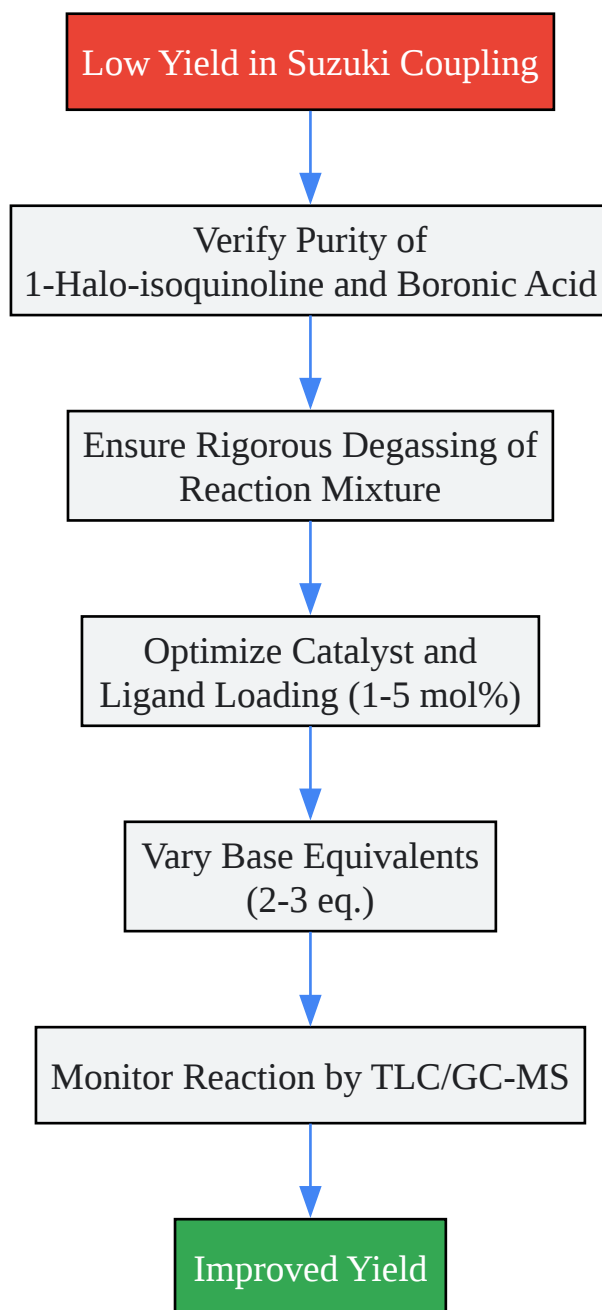 Low Yield in Suzuki Coupling
Verify Purity of
1-Halo-isoquinoline and Boronic Acid
Ensure Rigorous Degassing of
Reaction Mixture
Optimize Catalyst and
Ligand Loading (1-5 mol%)
Vary Base Equivalents
(2-3 eq.)
Monitor Reaction by TLC/GC-MS
Improved Yield